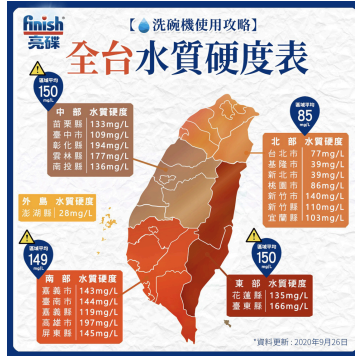 finish
亮碟
【洗碗機使用攻略】
全台水質硬度表
區域平均
150
mg/L
中部 水質硬度
苗栗縣 133mg/L
臺中市 109mg/L
彰化縣 194mg/L
雲林縣 177mg/L
南投縣 136mg/L
區域平均
85
mg/L
北部 水質硬度
台北市 77mg/L
基隆市 39mg/L
新北市 39mg/L
桃園市 86mg/L
新竹市 140mg/L
新竹縣 110mg/L
宜蘭縣 103mg/L
外島 水質硬度
澎湖縣 28mg/L
區域平均
149
mg/L
南部 水質硬度
嘉義市 143mg/L
臺南市 144mg/L
嘉義縣 119mg/L
高雄市 197mg/L
屏東縣 145mg/L
區域平均
150
mg/L
東部 水質硬度
花蓮縣 135mg/L
臺東縣 166mg/L
*資料更新:2020年9月26日